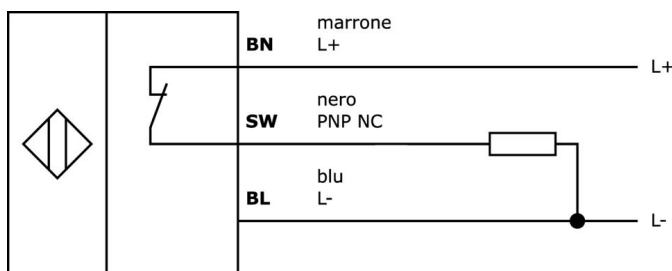 marrone
BN L+
L+
nero
SW PNP NC
blu
BL L-
L-